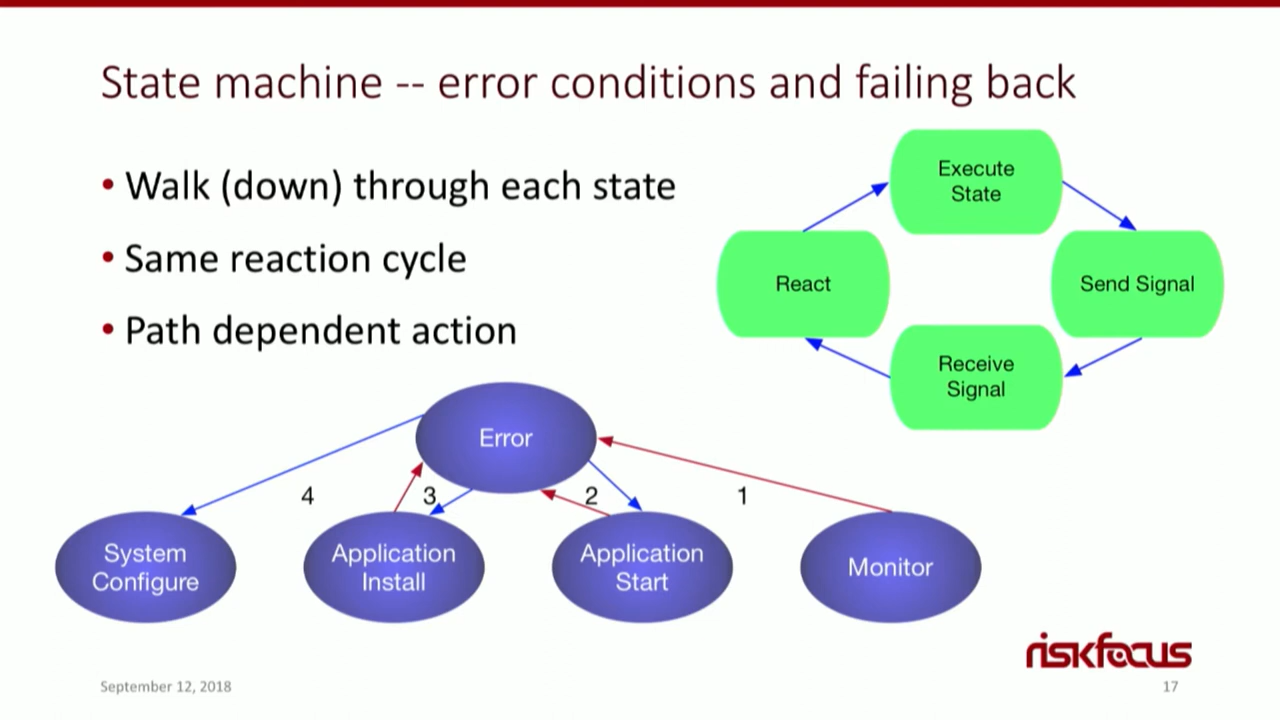 State machine -- error conditions and failing back
• Walk (down) through each state
• Same reaction cycle
• Path dependent action
Execute
State
React
Send Signal
Receive
Signal
Error
4
3
2
1
System
Configure
Application
Install
Application
Start
Monitor
riskfocus
September 12, 2018
17